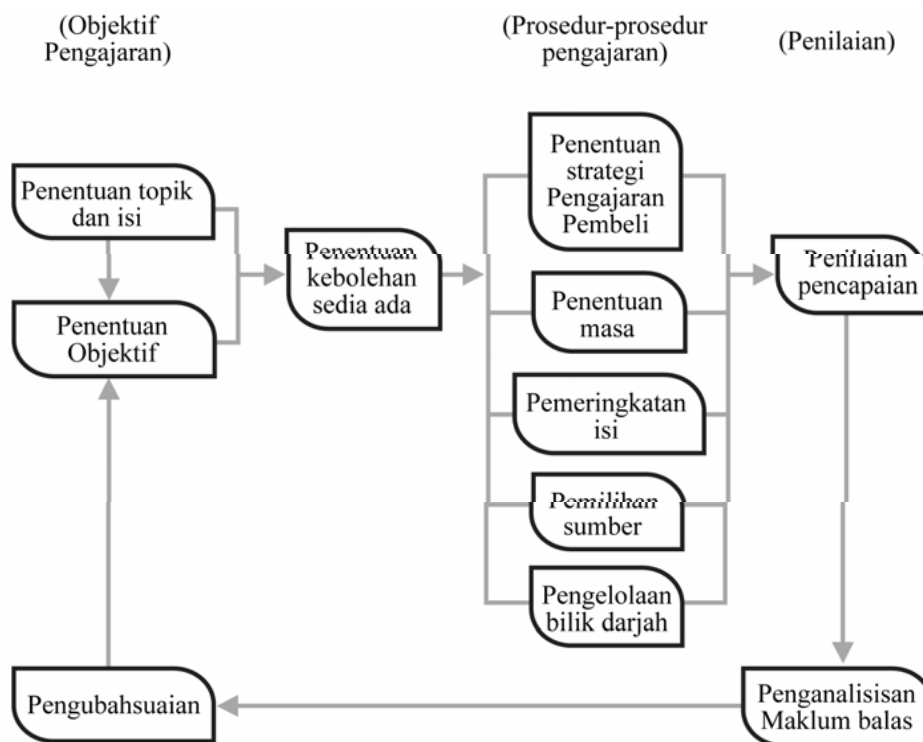 (Objektif
Pengajaran)
(Prosedur-prosedur
pengajaran)
(Penilaian)
Penentuan topik
dan isi
Penentuan
Objektif
Penentuan
kebolehan
sedia ada
Penentuan
strategi
Pengajaran
Pembeli
Penentuan
masa
Pemeringkatan
isi
Pemilihan
sumber
Pengelolaan
bilik darjah
Penilaian
pencapaian
Penganalisisan
Maklum balas
Pengubahsuaian